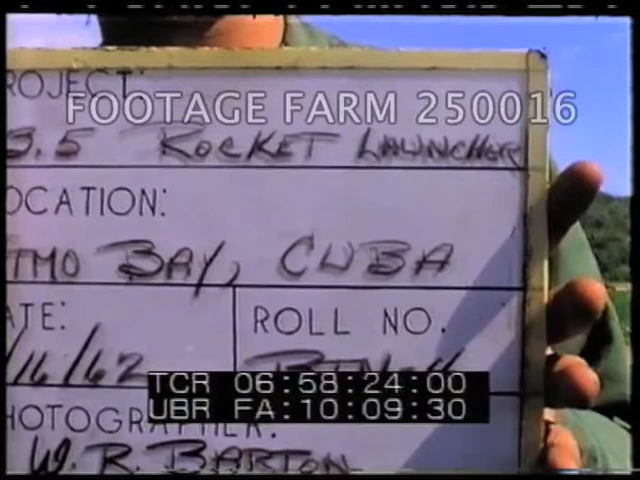 ROJECT:
FOOTAGE FARM 250016
3.5 ROCKET LAUNCHER
OCATION:
TMO BAY, CUBA
ATE:
ROLL NO.
/16/62
TCR 06:58:24:00
UBR FA:10:09:30
HOTOGRAPHER.
W. R. BARTON